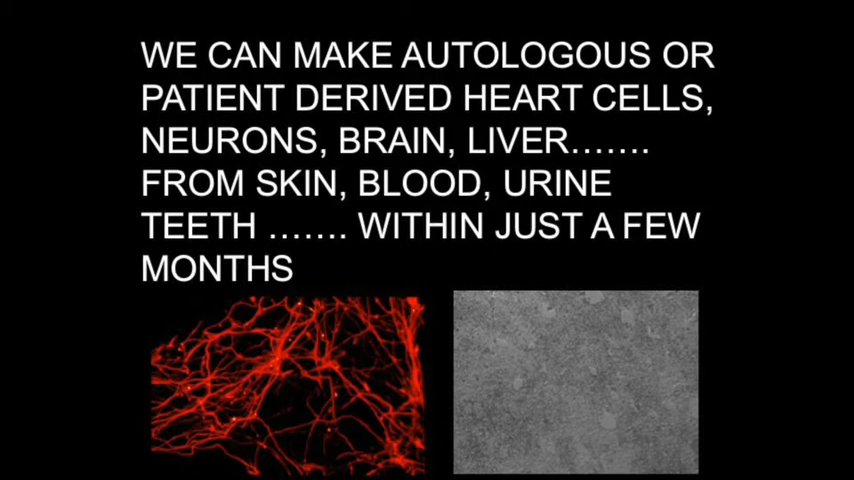 WE CAN MAKE AUTOLOGOUS OR
PATIENT DERIVED HEART CELLS,
NEURONS, BRAIN, LIVER…….
FROM SKIN, BLOOD, URINE
TEETH ……. WITHIN JUST A FEW
MONTHS